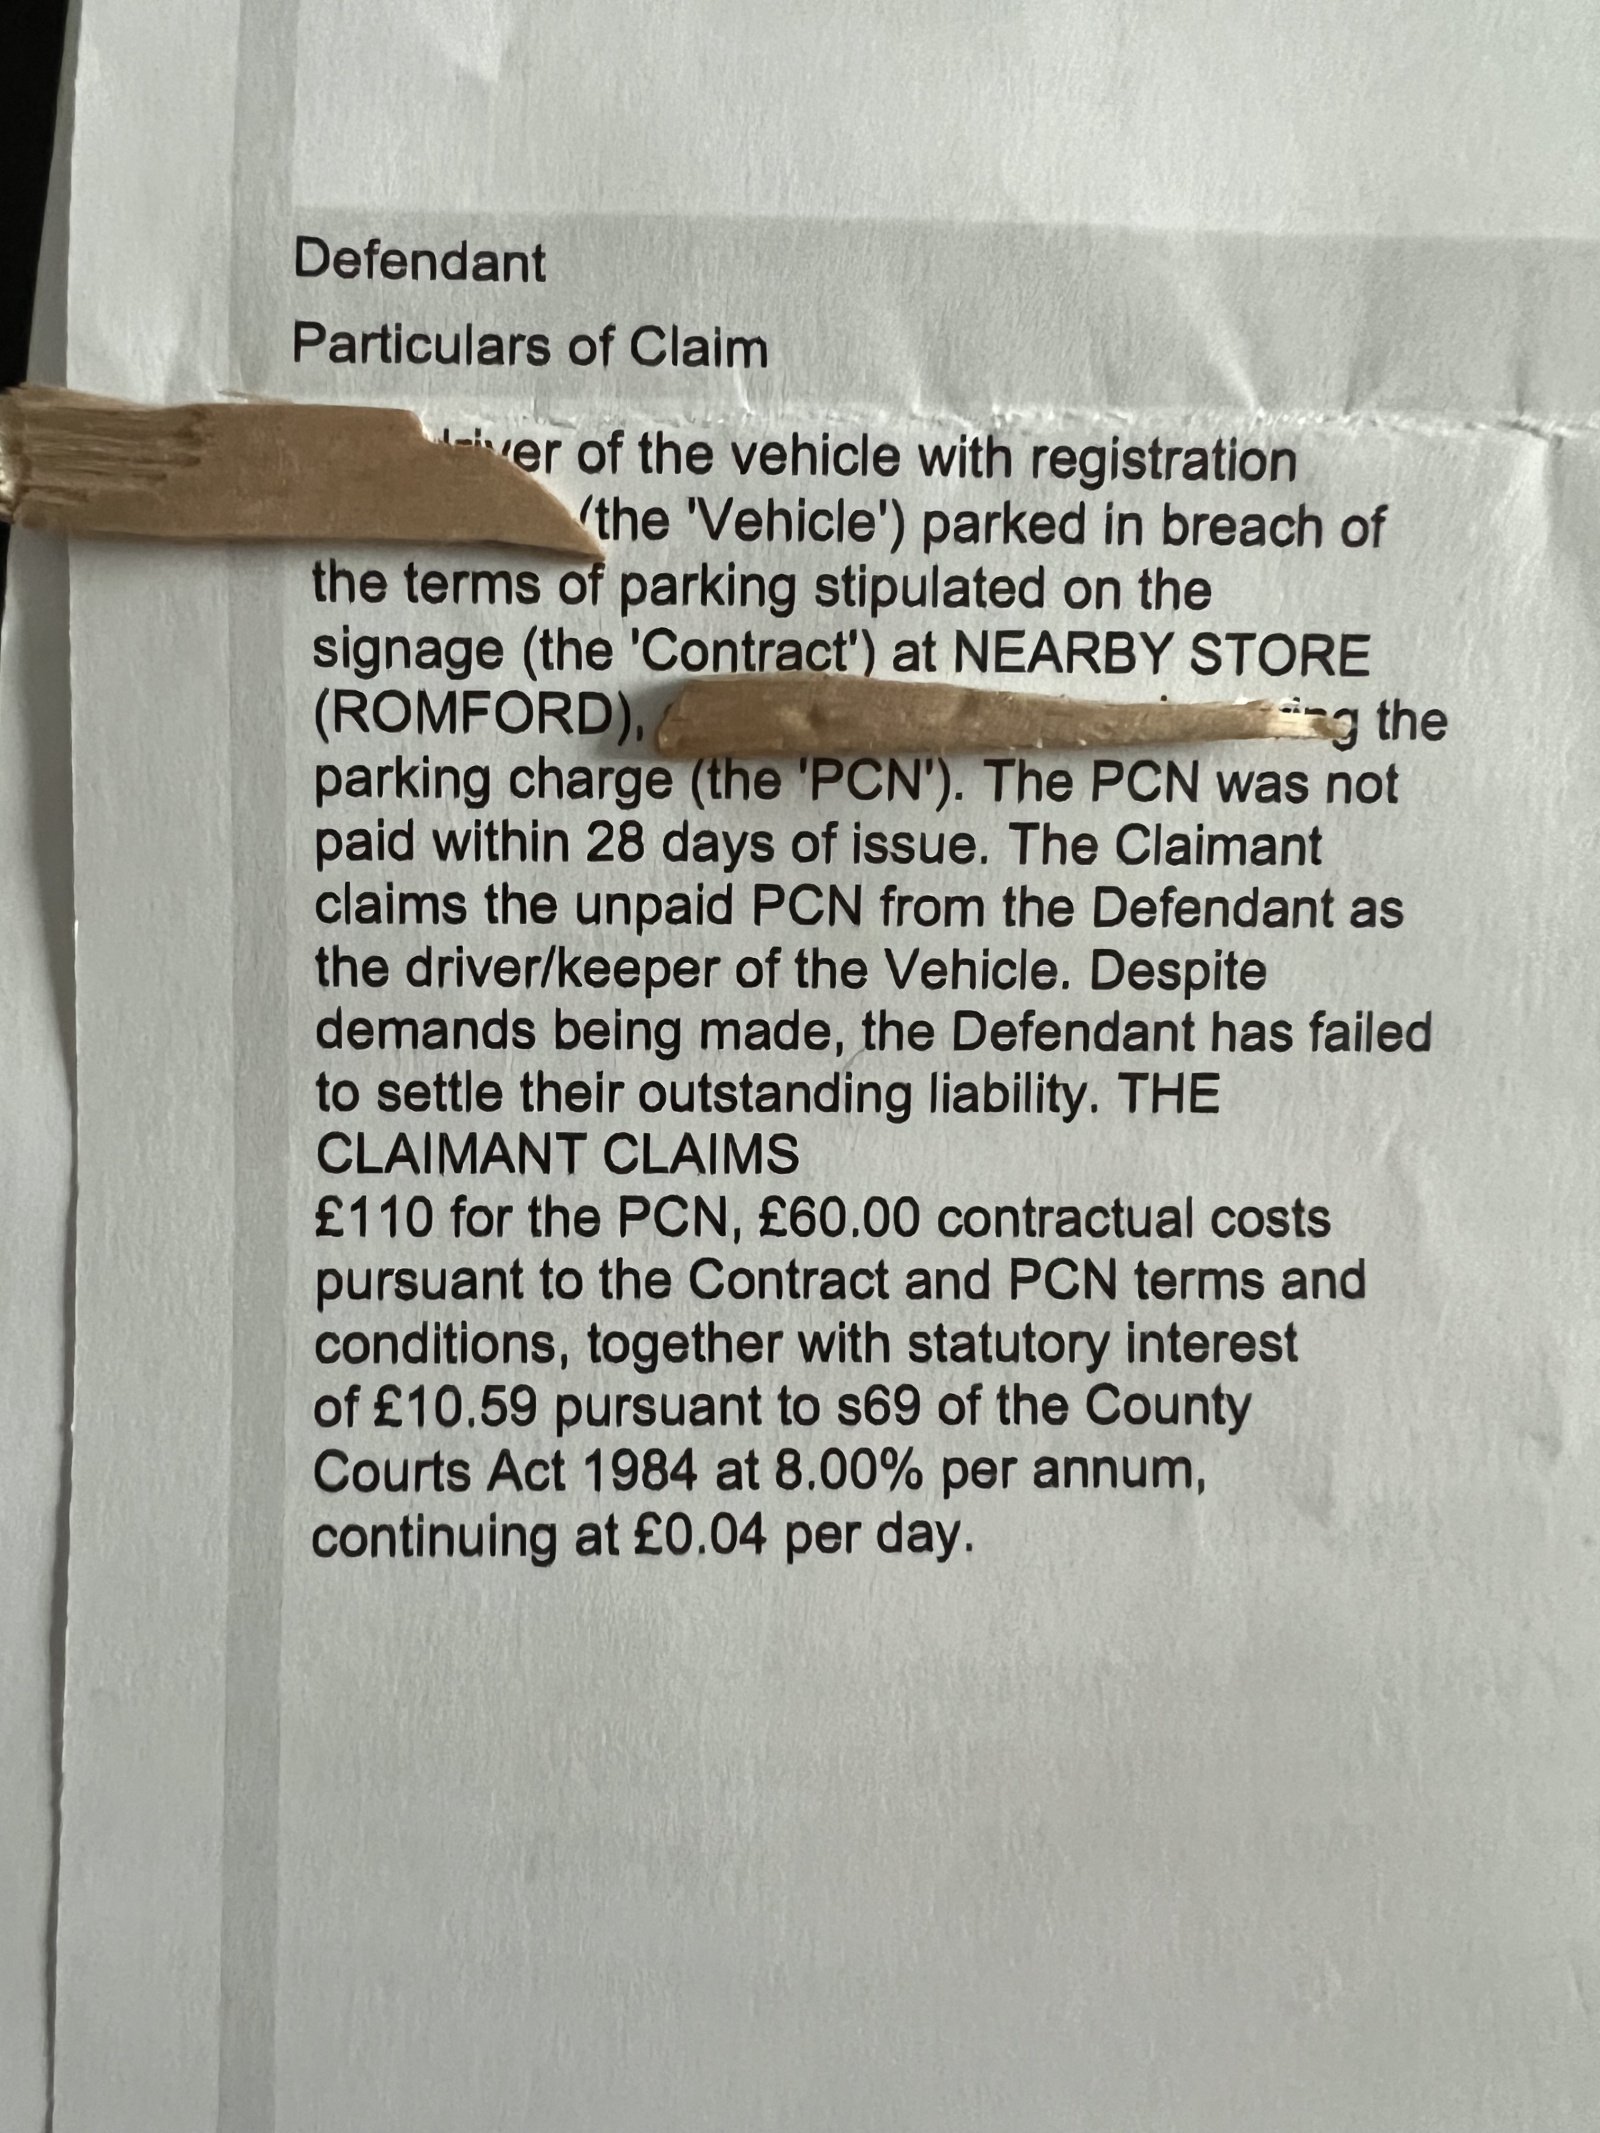 Defendant
Particulars of Claim
of the vehicle with registration
(the 'Vehicle') parked in breach of
the terms of parking stipulated on the
signage (the 'Contract') at NEARBY STORE
(ROMFORD), the
parking charge (the 'PCN'). The PCN was not
paid within 28 days of issue. The Claimant
claims the unpaid PCN from the Defendant as
the driver/keeper of the Vehicle. Despite
demands being made, the Defendant has failed
to settle their outstanding liability. THE
CLAIMANT CLAIMS
£110 for the PCN, £60.00 contractual costs
pursuant to the Contract and PCN terms and
conditions, together with statutory interest
of £10.59 pursuant to s69 of the County
Courts Act 1984 at 8.00% per annum,
continuing at £0.04 per day.